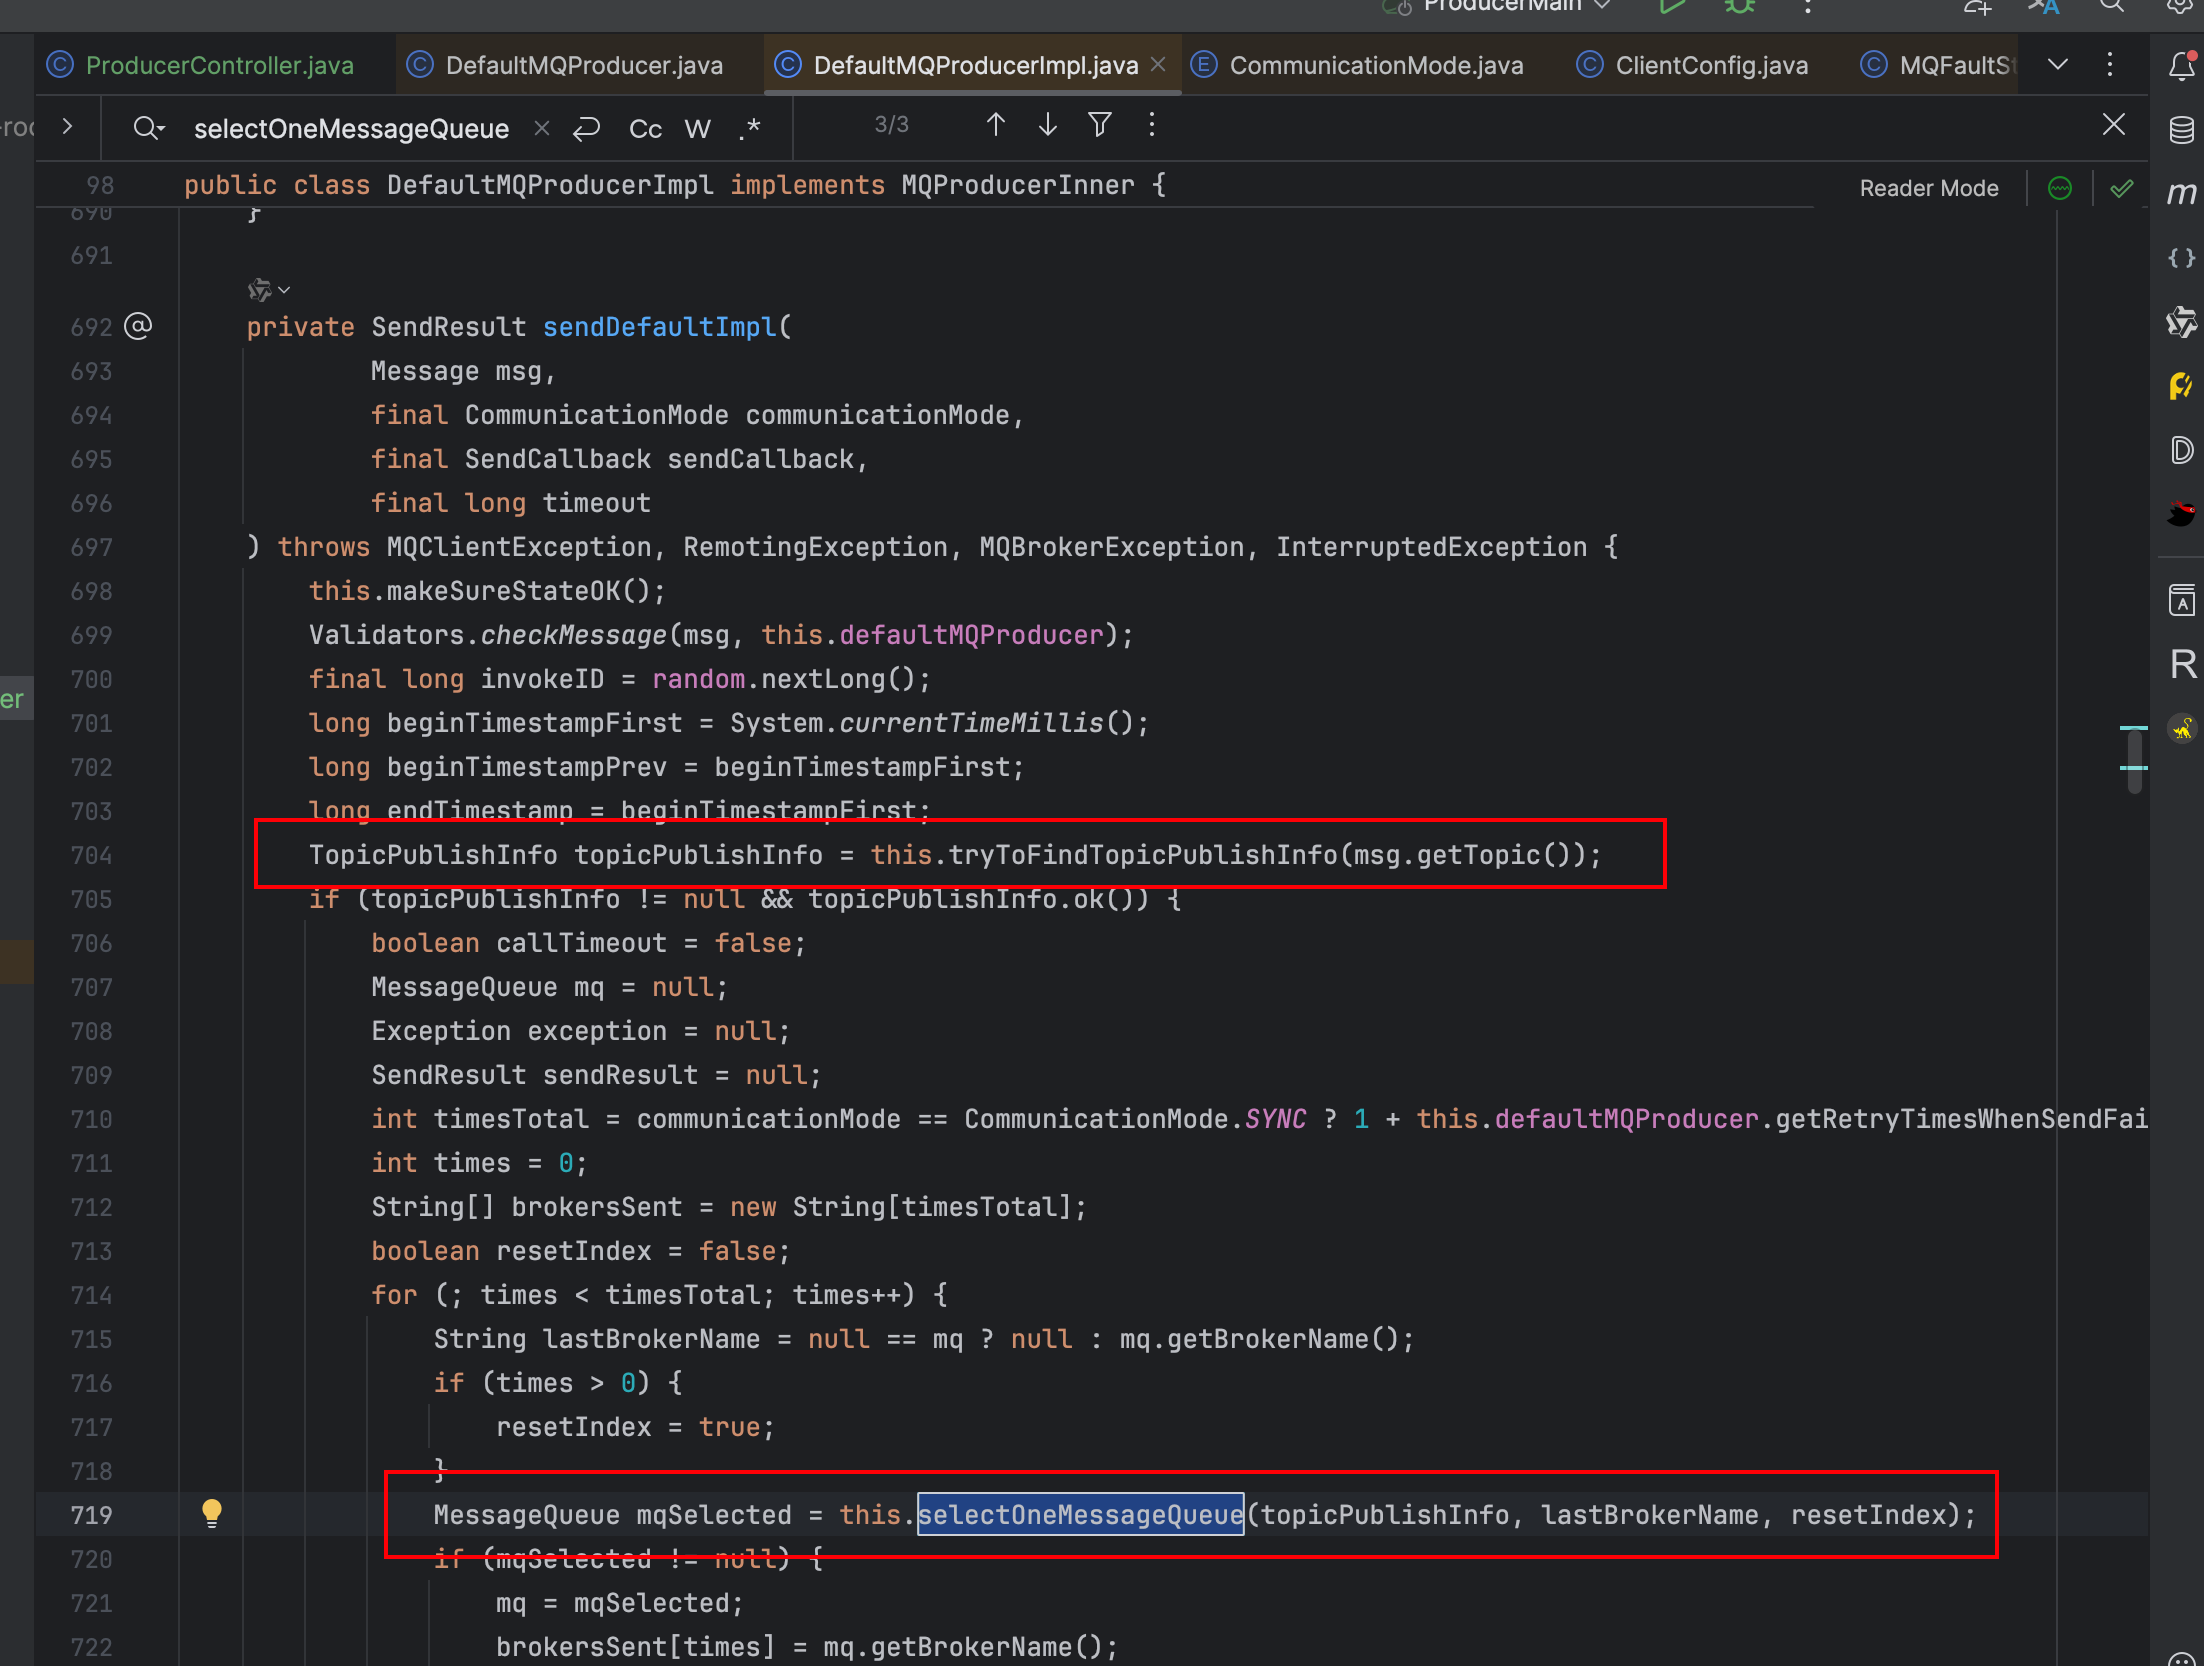 ProducerMain
ProducerController.java DefaultMQProducer.java DefaultMQProducerImpl.java CommunicationMode.java ClientConfig.java MQFaultSt
selectOneMessageQueue Cc W .* 3/3
98 public class DefaultMQProducerImpl implements MQProducerInner {
Reader Mode
690 }
691
692 private SendResult sendDefaultImpl(
693 Message msg,
694 final CommunicationMode communicationMode,
695 final SendCallback sendCallback,
696 final long timeout
697 ) throws MQClientException, RemotingException, MQBrokerException, InterruptedException {
698 this.makeSureStateOK();
699 Validators.checkMessage(msg, this.defaultMQProducer);
700 final long invokeID = random.nextLong();
701 long beginTimestampFirst = System.currentTimeMillis();
702 long beginTimestampPrev = beginTimestampFirst;
703 long endTimestamp = beginTimestampFirst;
704 TopicPublishInfo topicPublishInfo = this.tryToFindTopicPublishInfo(msg.getTopic());
705 if (topicPublishInfo != null && topicPublishInfo.ok()) {
706 boolean callTimeout = false;
707 MessageQueue mq = null;
708 Exception exception = null;
709 SendResult sendResult = null;
710 int timesTotal = communicationMode == CommunicationMode.SYNC ? 1 + this.defaultMQProducer.getRetryTimesWhenSendFai
711 int times = 0;
712 String[] brokersSent = new String[timesTotal];
713 boolean resetIndex = false;
714 for (; times < timesTotal; times++) {
715 String lastBrokerName = null == mq ? null : mq.getBrokerName();
716 if (times > 0) {
717 resetIndex = true;
718 }
719 MessageQueue mqSelected = this.selectOneMessageQueue(topicPublishInfo, lastBrokerName, resetIndex);
720 if (mqSelected != null) {
721 mq = mqSelected;
722 brokersSent[times] = mq.getBrokerName();